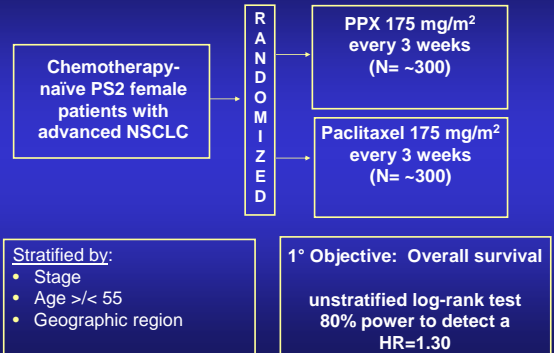 Chemotherapy-
naïve PS2 female
patients with
advanced NSCLC
R
A
N
D
O
M
I
Z
E
D
PPX 175 mg/m²
every 3 weeks
(N= ~300)
Paclitaxel 175 mg/m²
every 3 weeks
(N= ~300)
Stratified by:
• Stage
• Age >/< 55
• Geographic region
1° Objective: Overall survival
unstratified log-rank test
80% power to detect a
HR=1.30